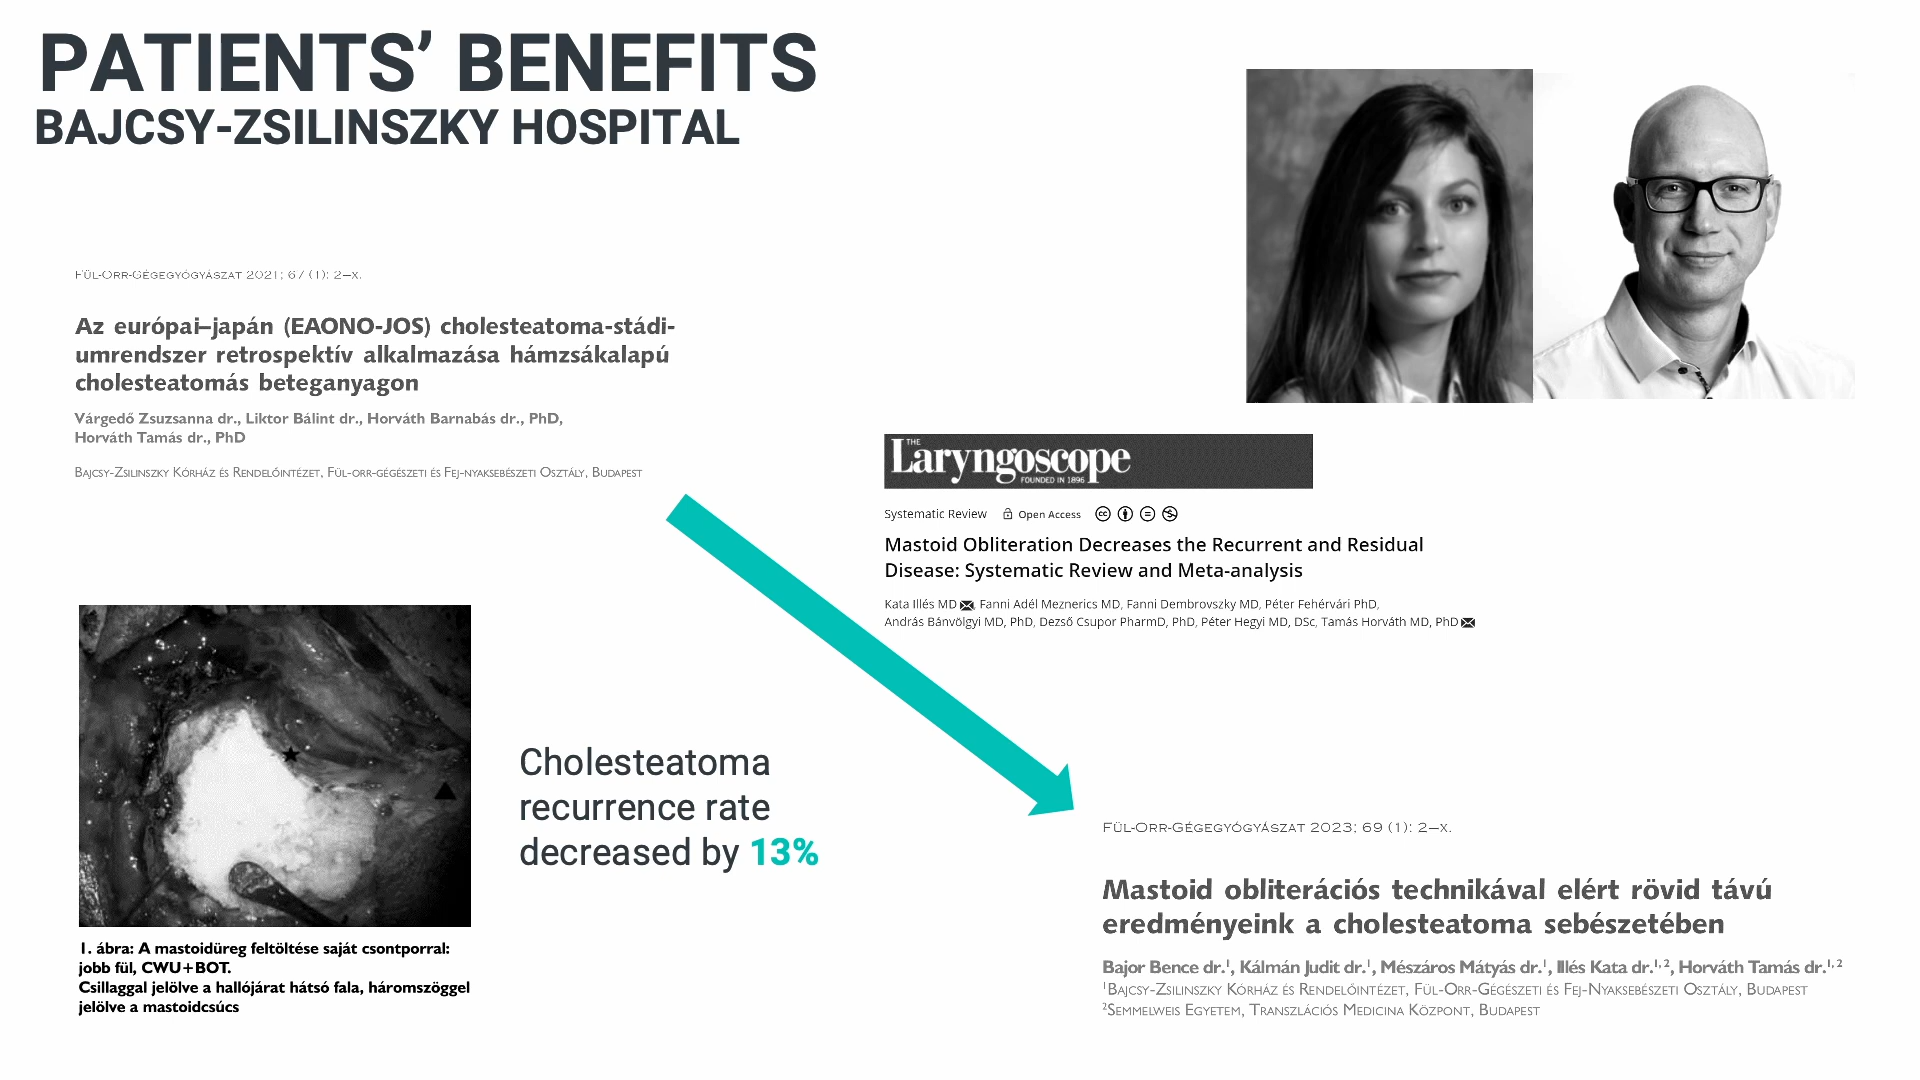 PATIENTS’ BENEFITS
BAJCSY-ZSILINSZKY HOSPITAL
Fül-Orr-Gégegyógyászat 2021; 67 (1): 2–x.
Az európai–japán (EAONO-JOS) cholesteatoma-stádi-
umrendszer retrospektív alkalmazása hámzsákalapú
cholesteatomás beteganyagon
Várgedő Zsuzsanna dr., Liktor Bálint dr., Horváth Barnabás dr., PhD,
Horváth Tamás dr., PhD
Bajcsy-Zsilinszky Kórház és Rendelőintézet, Fül-orr-gégészeti és Fej-nyaksebészeti Osztály, Budapest
THE
Laryngoscope
FOUNDED IN 1896
Systematic Review Open Access
Mastoid Obliteration Decreases the Recurrent and Residual
Disease: Systematic Review and Meta-analysis
Kata Illés MD, Fanni Adél Meznerics MD, Fanni Dembrovszky MD, Péter Fehérvári PhD,
András Bánvölgyi MD, PhD, Dezső Csupor PharmD, PhD, Péter Hegyi MD, DSc, Tamás Horváth MD, PhD
Cholesteatoma
recurrence rate
decreased by 13%
1. ábra: A mastoidüreg feltöltése saját csontporral:
jobb fül, CWU+BOT.
Csillaggal jelölve a hallójárat hátsó fala, háromszöggel
jelölve a mastoidcsúcs
Fül-Orr-Gégegyógyászat 2023; 69 (1): 2–x.
Mastoid obliterációs technikával elért rövid távú
eredményeink a cholesteatoma sebészetében
Bajor Bence dr.¹, Kálmán Judit dr.¹, Mészáros Mátyás dr.¹, Illés Kata dr.¹,², Horváth Tamás dr.¹,²
¹Bajcsy-Zsilinszky Kórház és Rendelőintézet, Fül-Orr-Gégészeti és Fej-Nyaksebészeti Osztály, Budapest
²Semmelweis Egyetem, Transzlációs Medicina Központ, Budapest